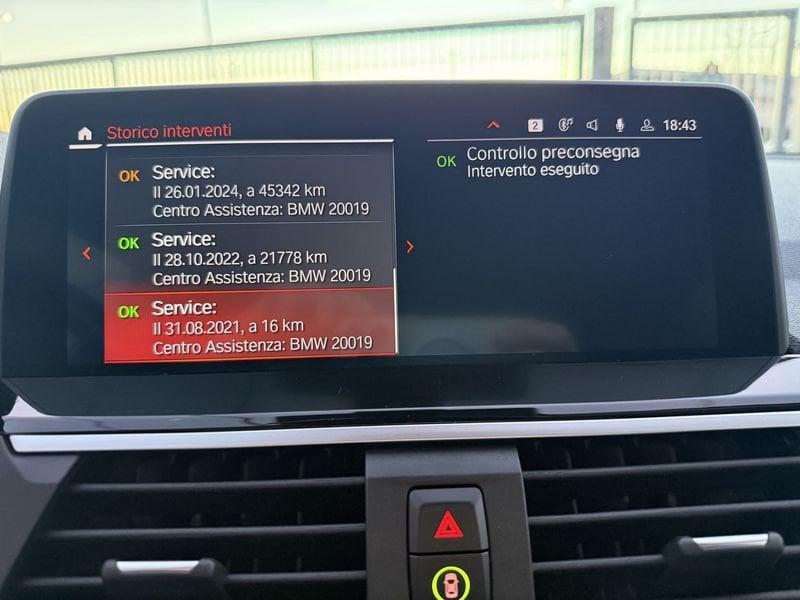 Storico interventi
2
18:43
OK Service:
Il 26.01.2024, a 45342 km
Centro Assistenza: BMW 20019
OK Service:
Il 28.10.2022, a 21778 km
Centro Assistenza: BMW 20019
OK Service:
Il 31.08.2021, a 16 km
Centro Assistenza: BMW 20019
OK Controllo preconsegna
Intervento eseguito